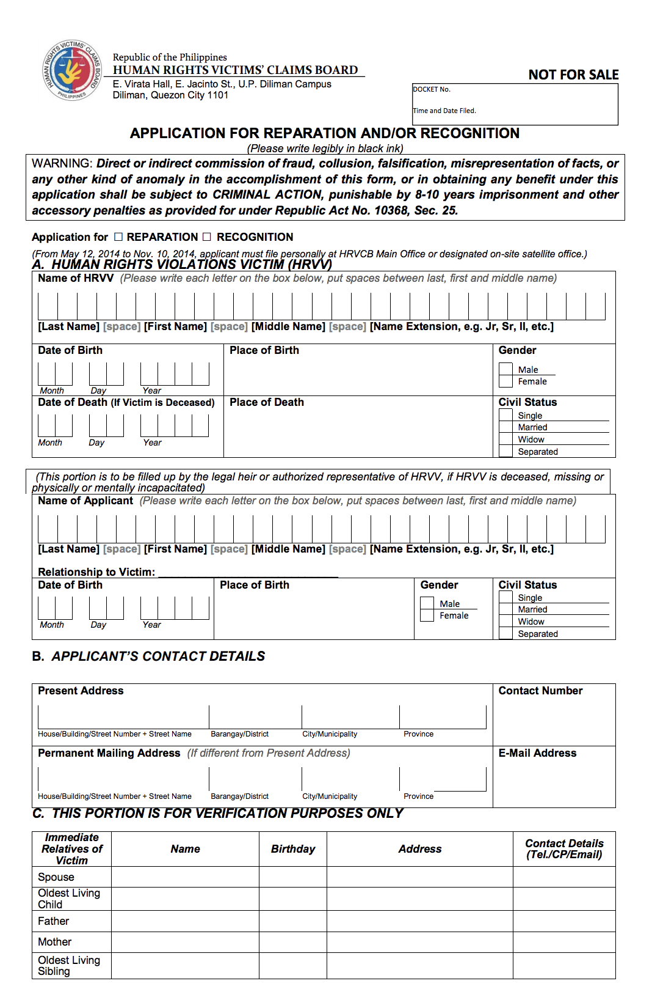 HUMAN RIGHTS VICTIMS' CLAIMS BOARD
PHILIPPINES
Republic of the Philippines
HUMAN RIGHTS VICTIMS' CLAIMS BOARD
E. Virata Hall, E. Jacinto St., U.P. Diliman Campus
Diliman, Quezon City 1101
NOT FOR SALE
DOCKET No.
Time and Date Filed.
APPLICATION FOR REPARATION AND/OR RECOGNITION
(Please write legibly in black ink)
WARNING: Direct or indirect commission of fraud, collusion, falsification, misrepresentation of facts, or
any other kind of anomaly in the accomplishment of this form, or in obtaining any benefit under this
application shall be subject to CRIMINAL ACTION, punishable by 8-10 years imprisonment and other
accessory penalties as provided for under Republic Act No. 10368, Sec. 25.
Application for ☐ REPARATION ☐ RECOGNITION
(From May 12, 2014 to Nov. 10, 2014, applicant must file personally at HRVCB Main Office or designated on-site satellite office.)
A. HUMAN RIGHTS VIOLATIONS VICTIM (HRVV)
Name of HRVV (Please write each letter on the box below, put spaces between last, first and middle name)
[Last Name] [space] [First Name] [space] [Middle Name] [space] [Name Extension, e.g. Jr, Sr, II, etc.]
Date of Birth
Month Day Year
Place of Birth
Gender
Male
Female
Date of Death (If Victim is Deceased)
Month Day Year
Place of Death
Civil Status
Single
Married
Widow
Separated
(This portion is to be filled up by the legal heir or authorized representative of HRVV, if HRVV is deceased, missing or
physically or mentally incapacitated)
Name of Applicant (Please write each letter on the box below, put spaces between last, first and middle name)
[Last Name] [space] [First Name] [space] [Middle Name] [space] [Name Extension, e.g. Jr, Sr, II, etc.]
Relationship to Victim: ______________________________
Date of Birth
Month Day Year
Place of Birth
Gender
Male
Female
Civil Status
Single
Married
Widow
Separated
B. APPLICANT'S CONTACT DETAILS
Present Address
House/Building/Street Number + Street Name Barangay/District City/Municipality Province
Contact Number
Permanent Mailing Address (If different from Present Address)
House/Building/Street Number + Street Name Barangay/District City/Municipality Province
E-Mail Address
C. THIS PORTION IS FOR VERIFICATION PURPOSES ONLY
Immediate
Relatives of
Victim
Name
Birthday
Address
Contact Details
(Tel./CP/Email)
Spouse
Oldest Living
Child
Father
Mother
Oldest Living
Sibling